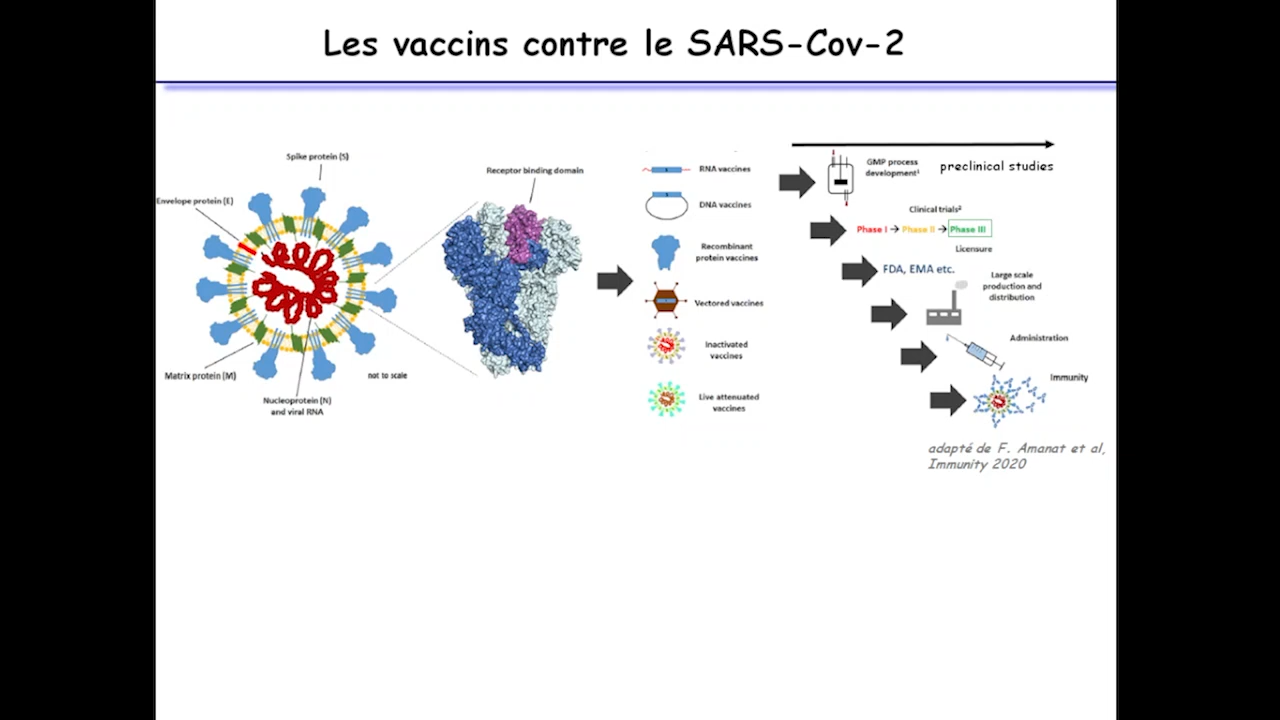 Les vaccins contre le SARS-Cov-2
Spike protein (S)
Envelope protein (E)
Matrix protein (M)
Nucleoprotein (N)
and viral RNA
not to scale
Receptor binding domain
RNA vaccines
DNA vaccines
Recombinant
protein vaccines
Vectored vaccines
Inactivated
vaccines
Live attenuated
vaccines
GMP process
development¹
preclinical studies
Clinical trials²
Phase I → Phase II → Phase III
Licensure
FDA, EMA etc.
Large scale
production and
distribution
Administration
Immunity
adapté de F. Amanat et al,
Immunity 2020